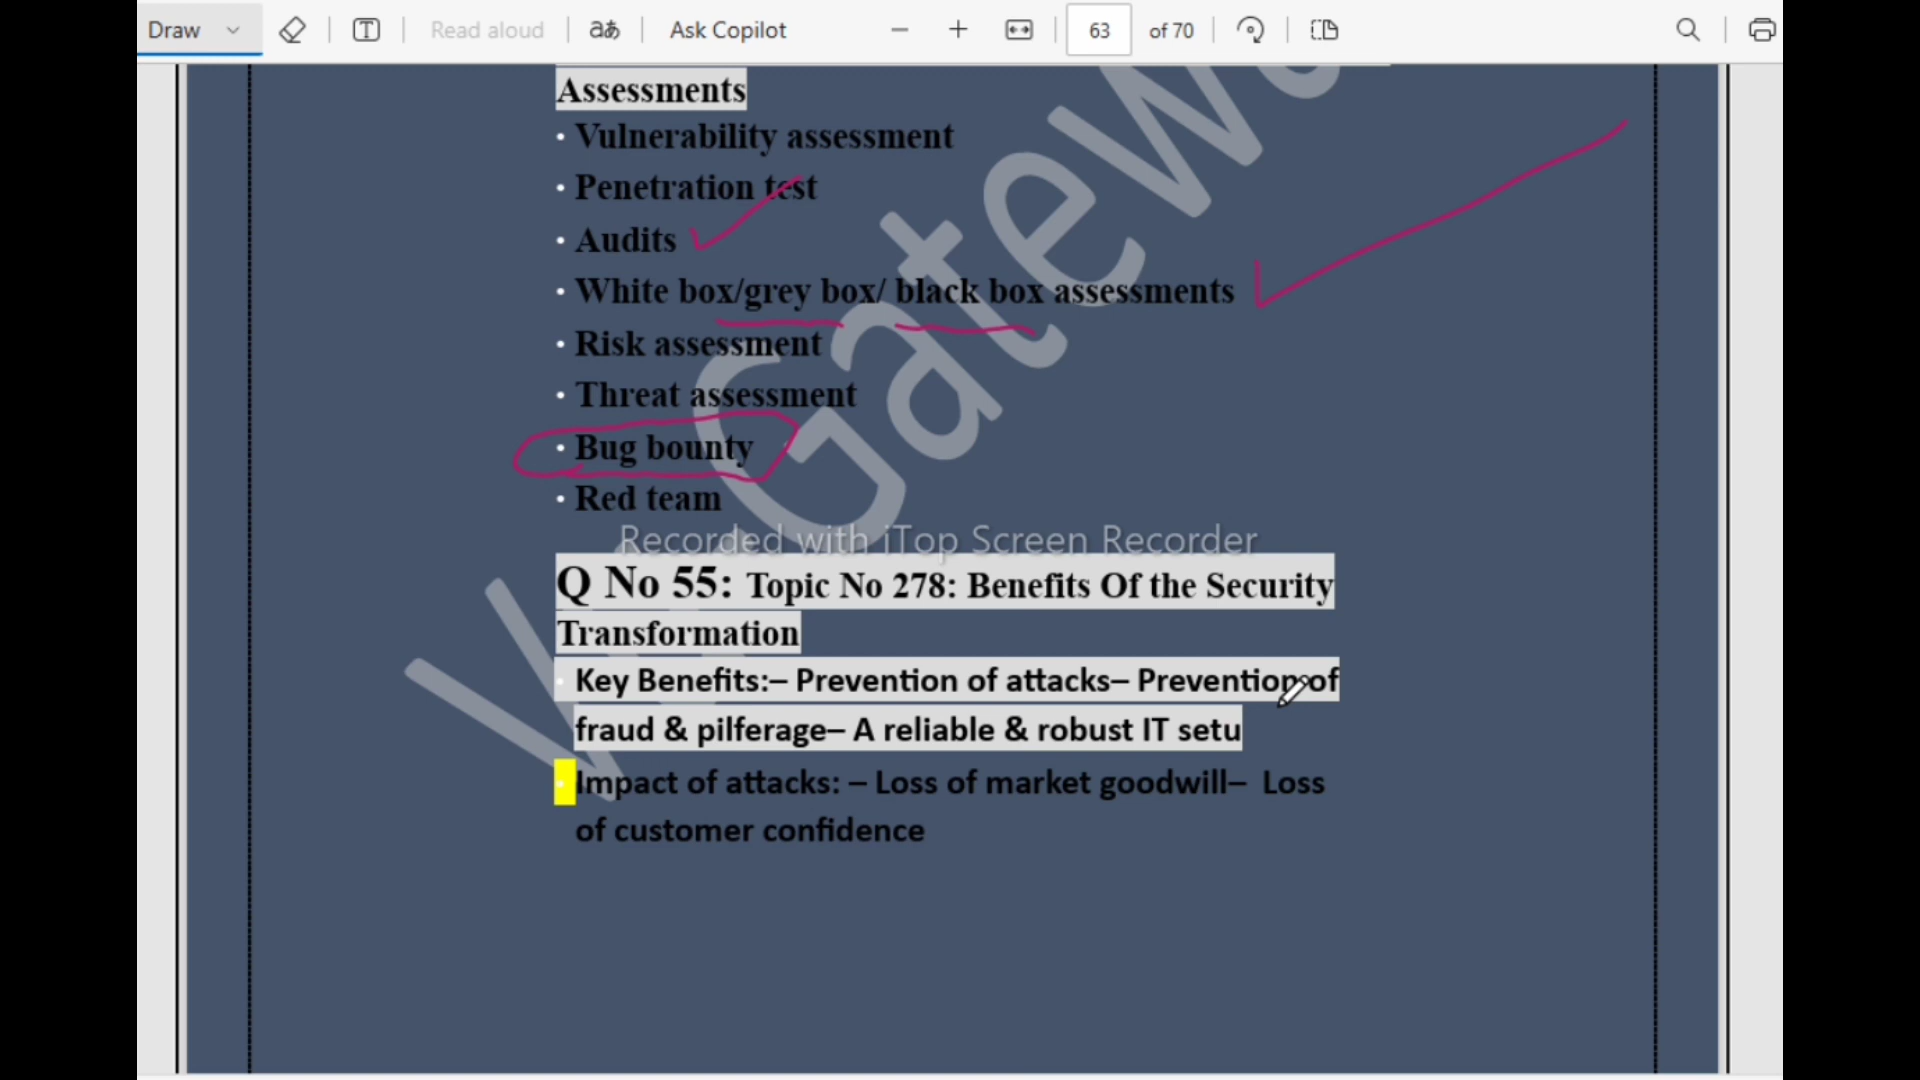 Draw Read aloud aあ Ask Copilot 63 of 70
Assessments
• Vulnerability assessment
• Penetration test
• Audits
• White box/grey box/ black box assessments
• Risk assessment
• Threat assessment
• Bug bounty
• Red team
Recorded with iTop Screen Recorder
Q No 55: Topic No 278: Benefits Of the Security
Transformation
• Key Benefits:– Prevention of attacks– Prevention of
fraud & pilferage– A reliable & robust IT setu
• Impact of attacks: – Loss of market goodwill– Loss
of customer confidence